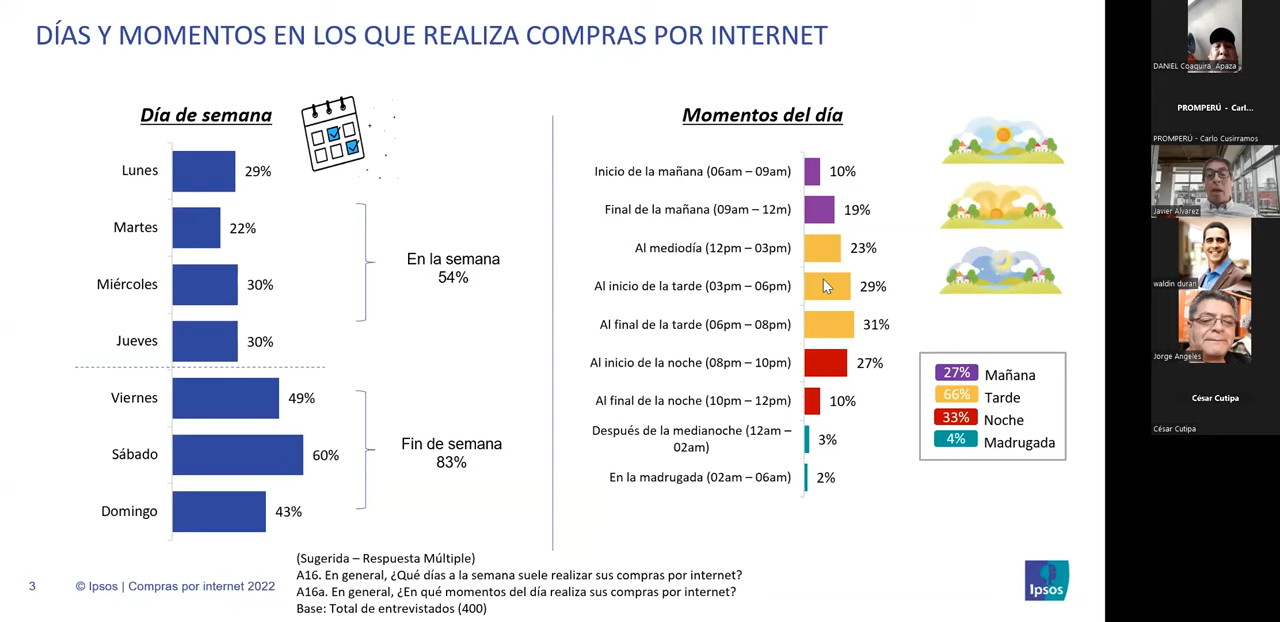 DÍAS Y MOMENTOS EN LOS QUE REALIZA COMPRAS POR INTERNET
Día de semana
Lunes 29%
Martes 22%
Miércoles 30%
Jueves 30%
Viernes 49%
Sábado 60%
Domingo 43%
En la semana
54%
Fin de semana
83%
Momentos del día
Inicio de la mañana (06am – 09am) 10%
Final de la mañana (09am – 12m) 19%
Al mediodía (12pm – 03pm) 23%
Al inicio de la tarde (03pm – 06pm) 29%
Al final de la tarde (06pm – 08pm) 31%
Al inicio de la noche (08pm – 10pm) 27%
Al final de la noche (10pm – 12pm) 10%
Después de la medianoche (12am –
02am) 3%
En la madrugada (02am – 06am) 2%
27% Mañana
66% Tarde
33% Noche
4% Madrugada
(Sugerida – Respuesta Múltiple)
A16. En general, ¿Qué días a la semana suele realizar sus compras por internet?
A16a. En general, ¿En qué momentos del día realiza sus compras por internet?
Base: Total de entrevistados (400)
3 © Ipsos | Compras por internet 2022
Ipsos
DANIEL Coaquira Apaza
PROMPERÚ - Carl...
PROMPERÚ - Carlo Cusirramos
Javier Alvarez
waldin duran
Jorge Angeles
César Cutipa
César Cutipa